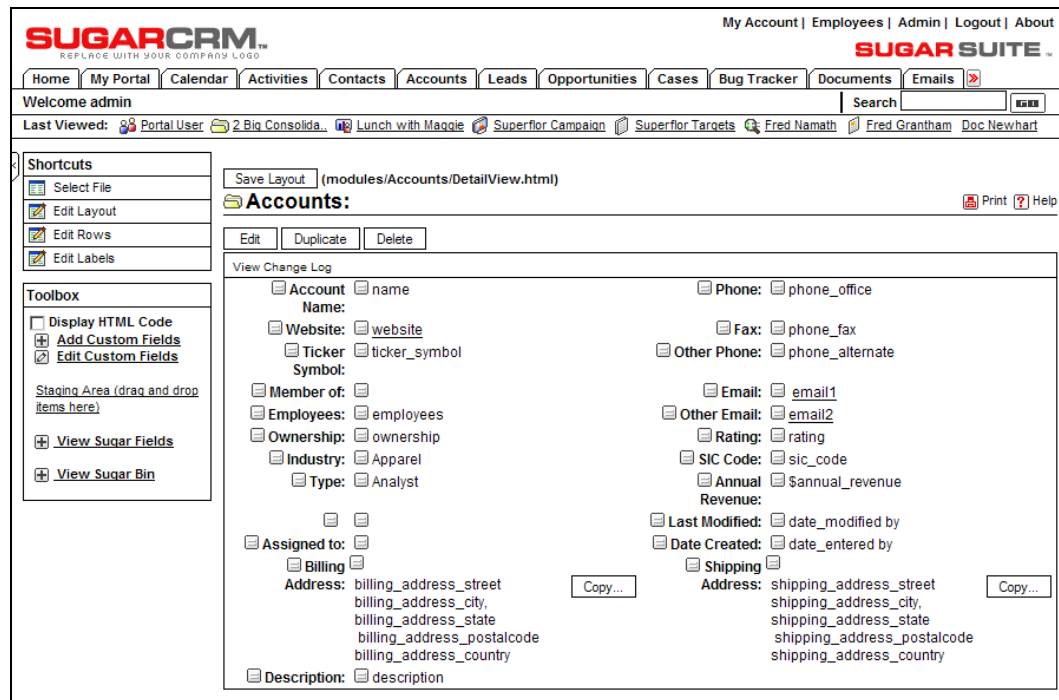 My Account | Employees | Admin | Logout | About
SUGARCRM™
REPLACE WITH YOUR COMPANY LOGO
SUGAR SUITE™
Home My Portal Calendar Activities Contacts Accounts Leads Opportunities Cases Bug Tracker Documents Emails
Welcome admin Search GO
Last Viewed: Portal User 2 Big Consolida.. Lunch with Maggie Superflor Campaign Superflor Targets Fred Namath Fred Grantham Doc Newhart
Shortcuts
Select File
Edit Layout
Edit Rows
Edit Labels
Toolbox
Display HTML Code
Add Custom Fields
Edit Custom Fields
Staging Area (drag and drop
items here)
View Sugar Fields
View Sugar Bin
Save Layout (modules/Accounts/DetailView.html)
Accounts: Print Help
Edit Duplicate Delete
View Change Log
Account name Phone: phone_office
Name:
Website: website Fax: phone_fax
Ticker ticker_symbol Other Phone: phone_alternate
Symbol:
Member of: Email: email1
Employees: employees Other Email: email2
Ownership: ownership Rating: rating
Industry: Apparel SIC Code: sic_code
Type: Analyst Annual $annual_revenue
Revenue:
Last Modified: date_modified by
Assigned to: Date Created: date_entered by
Billing Shipping
Address: billing_address_street Copy... Address: shipping_address_street Copy...
billing_address_city, shipping_address_city,
billing_address_state shipping_address_state
billing_address_postalcode shipping_address_postalcode
billing_address_country shipping_address_country
Description: description